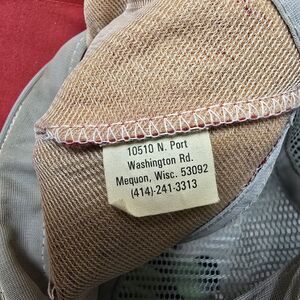 10510 N. Port
Washington Rd.
Mequon, Wisc. 53092
(414)-241-3313